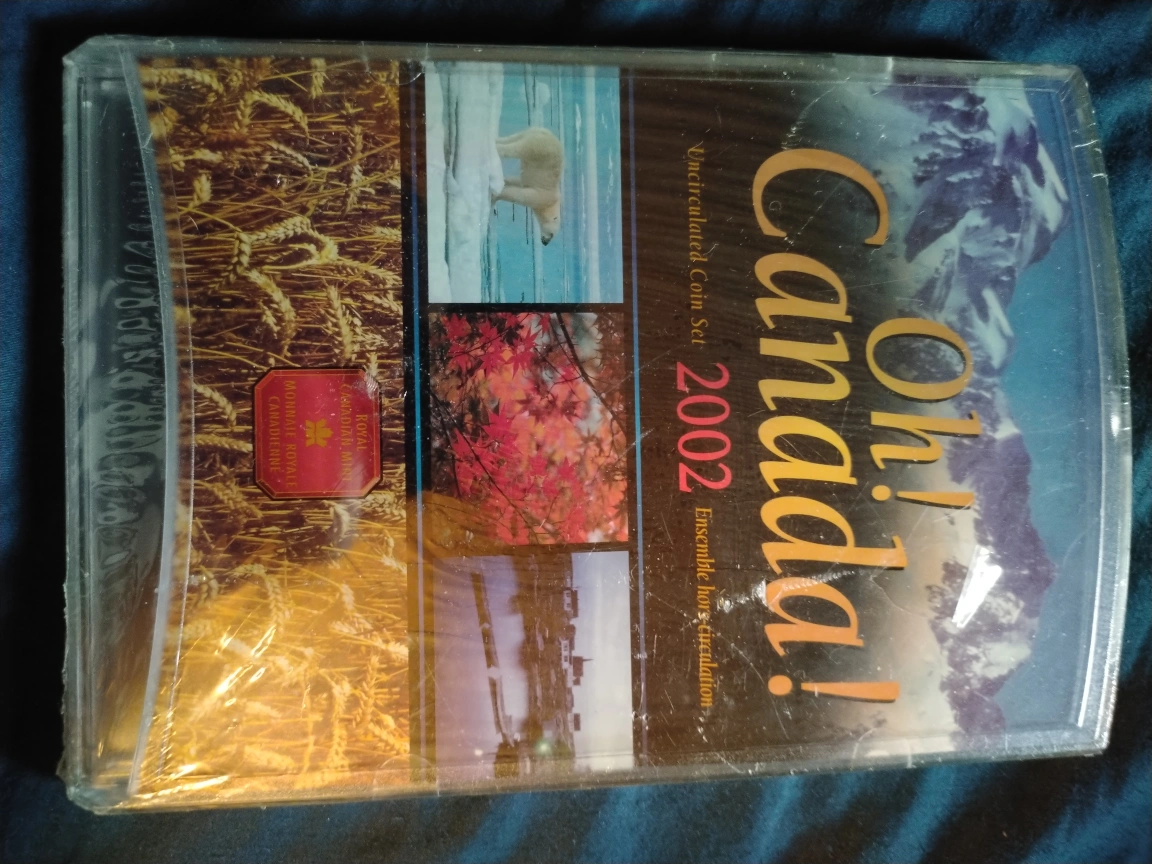 Oh!
Canada!
Uncirculated Coin Set 2002 Ensemble hors-circulation
ROYAL
CANADIAN MINT
MONNAIE ROYALE
CANADIENNE